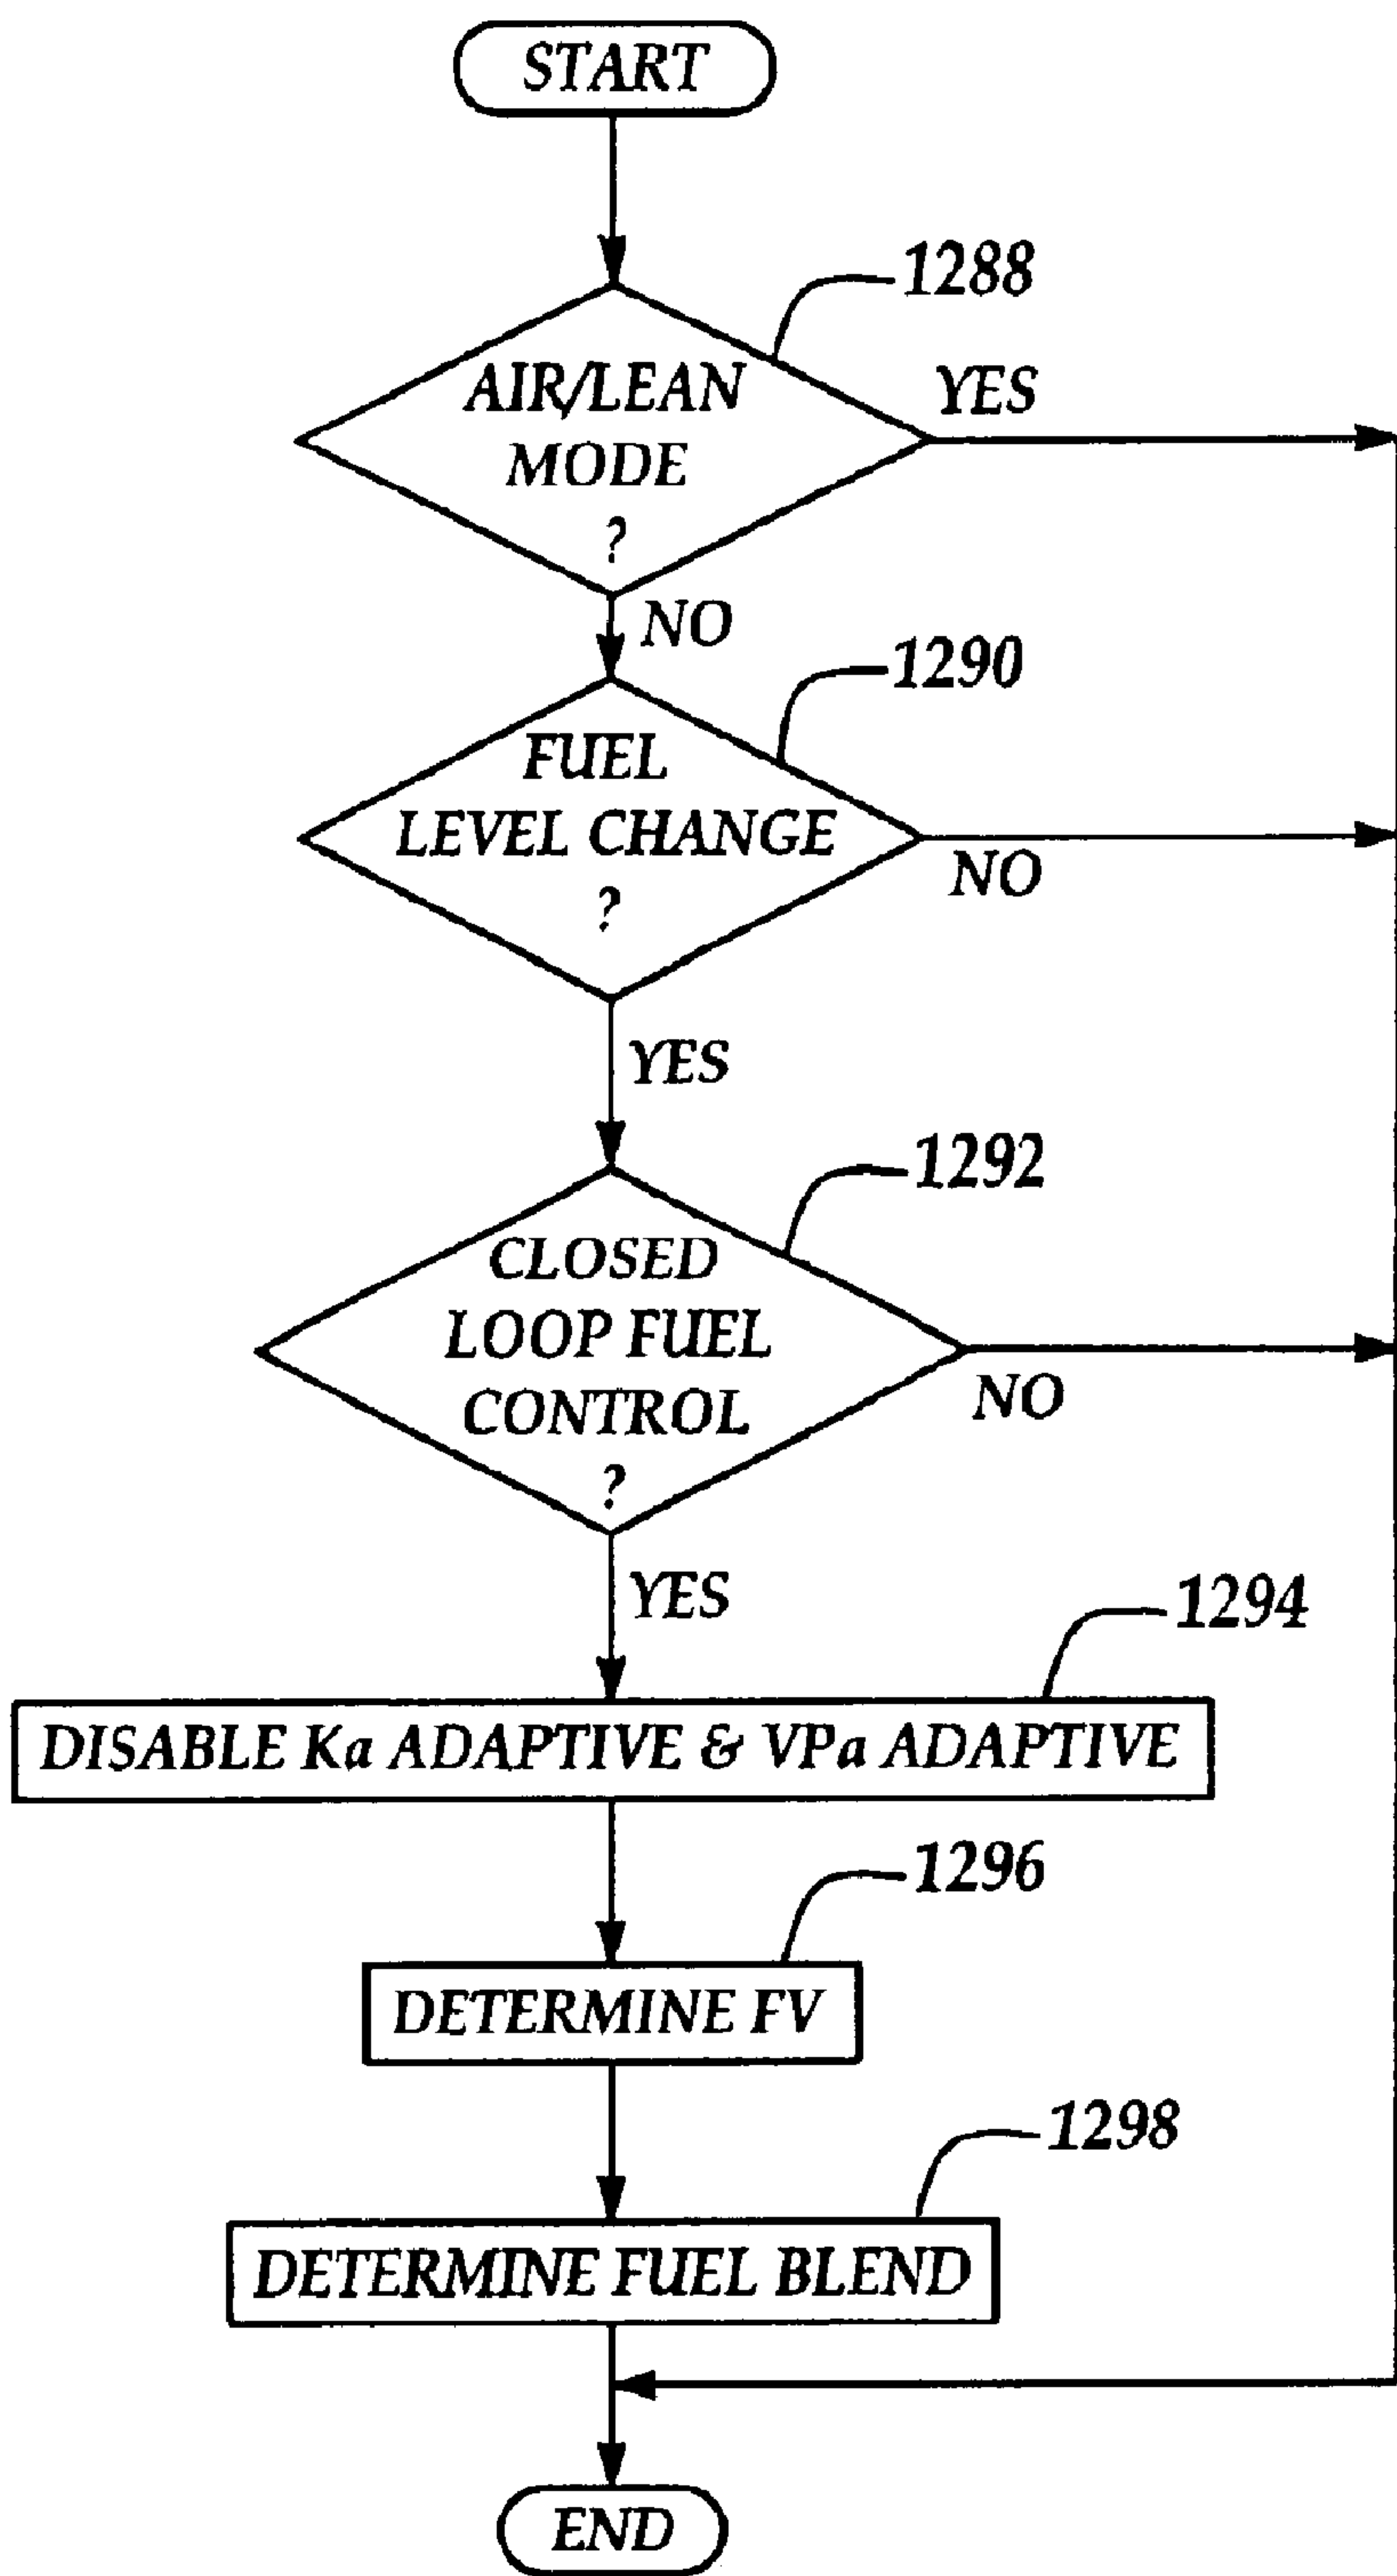 START
1288
AIR/LEAN
MODE
?
YES
NO
1290
FUEL
LEVEL CHANGE
?
NO
YES
1292
CLOSED
LOOP FUEL
CONTROL
?
NO
YES
1294
DISABLE Ka ADAPTIVE & VPa ADAPTIVE
1296
DETERMINE FV
1298
DETERMINE FUEL BLEND
END